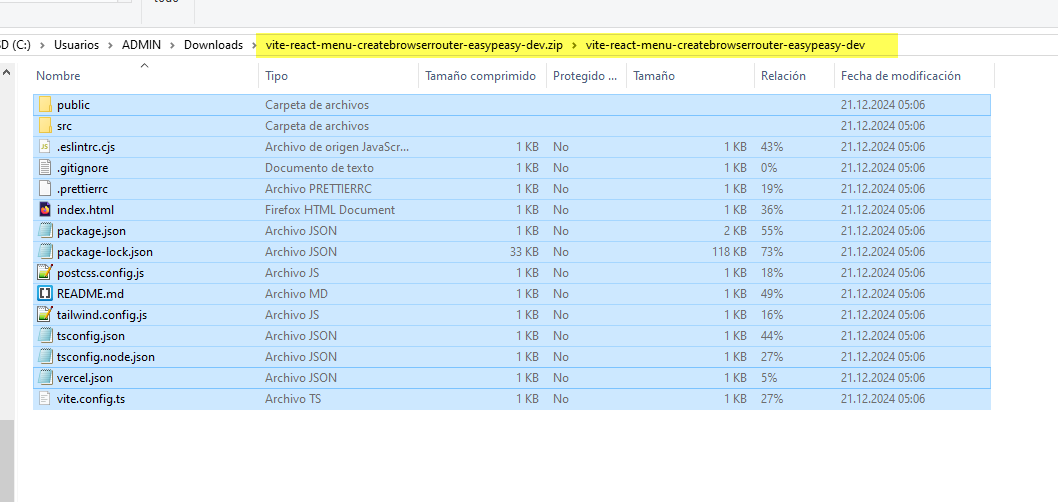 todo
SD (C:) > Usuarios > ADMIN > Downloads > vite-react-menu-createbrowserrouter-easypeasy-dev.zip > vite-react-menu-createbrowserrouter-easypeasy-dev
Nombre Tipo Tamaño comprimido Protegido ... Tamaño Relación Fecha de modificación
public Carpeta de archivos 21.12.2024 05:06
src Carpeta de archivos 21.12.2024 05:06
.eslintrc.cjs Archivo de origen JavaScr... 1 KB No 1 KB 43% 21.12.2024 05:06
.gitignore Documento de texto 1 KB No 1 KB 0% 21.12.2024 05:06
.prettierrc Archivo PRETTIERRC 1 KB No 1 KB 19% 21.12.2024 05:06
index.html Firefox HTML Document 1 KB No 1 KB 36% 21.12.2024 05:06
package.json Archivo JSON 1 KB No 2 KB 55% 21.12.2024 05:06
package-lock.json Archivo JSON 33 KB No 118 KB 73% 21.12.2024 05:06
postcss.config.js Archivo JS 1 KB No 1 KB 18% 21.12.2024 05:06
README.md Archivo MD 1 KB No 1 KB 49% 21.12.2024 05:06
tailwind.config.js Archivo JS 1 KB No 1 KB 16% 21.12.2024 05:06
tsconfig.json Archivo JSON 1 KB No 1 KB 44% 21.12.2024 05:06
tsconfig.node.json Archivo JSON 1 KB No 1 KB 27% 21.12.2024 05:06
vercel.json Archivo JSON 1 KB No 1 KB 5% 21.12.2024 05:06
vite.config.ts Archivo TS 1 KB No 1 KB 27% 21.12.2024 05:06